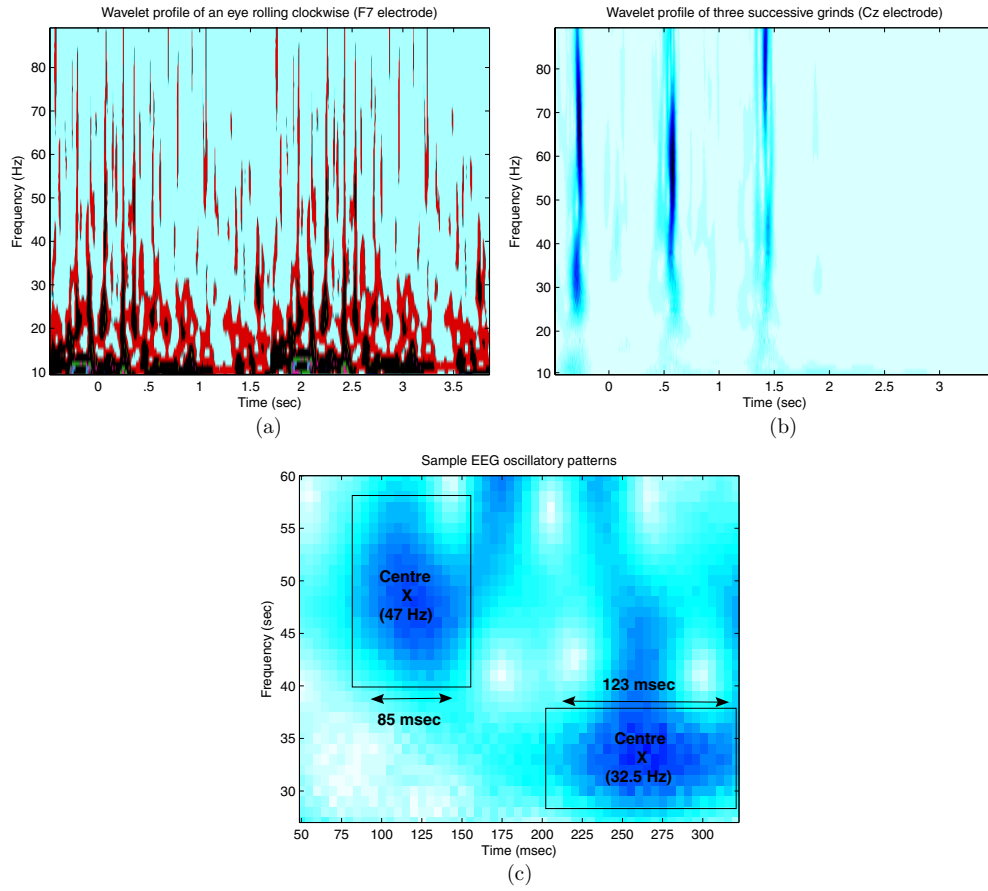 Wavelet profile of an eye rolling clockwise (F7 electrode)
80
70
60
50
40
30
20
10
Frequency (Hz)
0 .5 1 1.5 2 2.5 3 3.5
Time (sec)
(a)
Wavelet profile of three successive grinds (Cz electrode)
80
70
60
50
40
30
20
10
Frequency (Hz)
0 .5 1 1.5 2 2.5 3
Time (sec)
(b)
Sample EEG oscillatory patterns
60
55
50
45
40
35
30
Frequency (sec)
Centre
X
(47 Hz)
85 msec
123 msec
Centre
X
(32.5 Hz)
50 75 100 125 150 175 200 225 250 275 300
Time (msec)
(c)